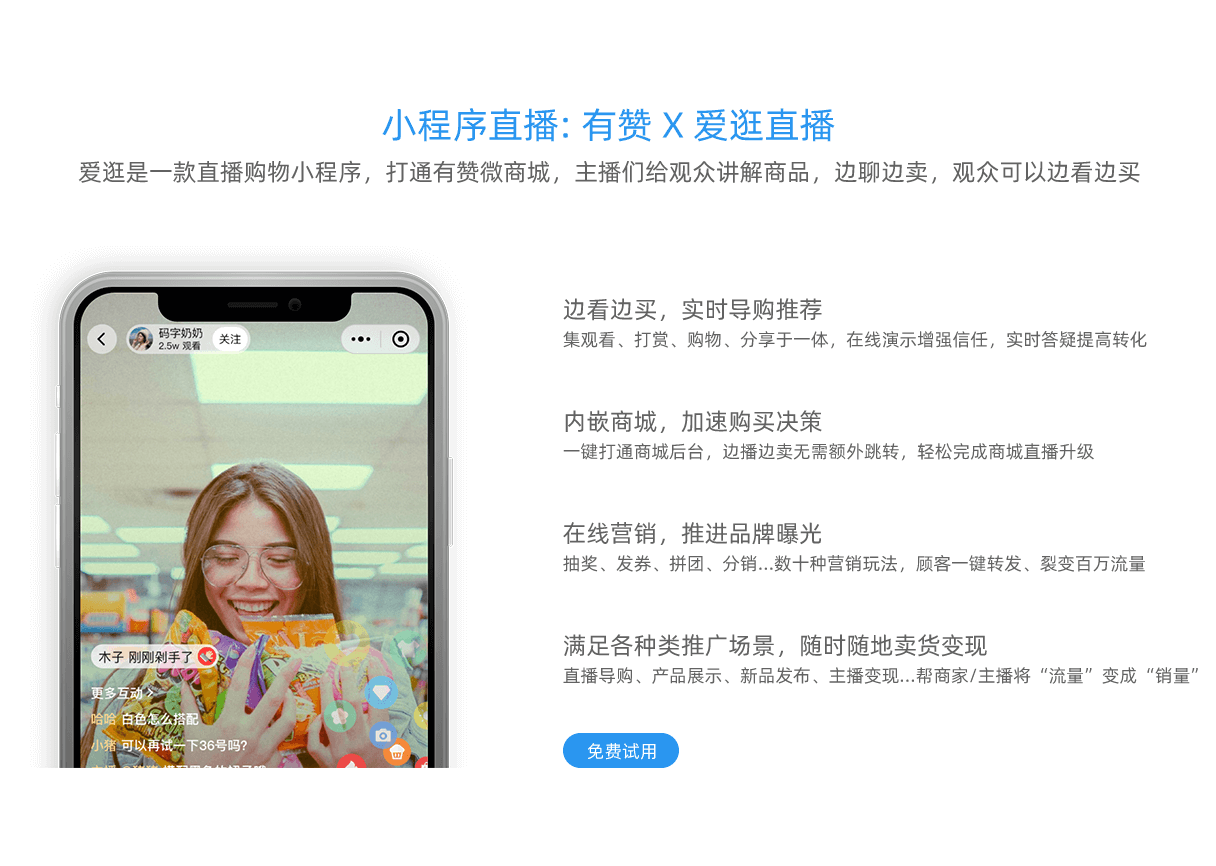 小程序直播: 有赞 X 爱逛直播
爱逛是一款直播购物小程序，打通有赞微商城，主播们给观众讲解商品，边聊边卖，观众可以边看边买
码字奶奶
2.5w 观看
关注
木子 刚刚剁手了
更多互动 >
哈哈 白色怎么搭配
小猪 可以再试一下36号吗?
边看边买，实时导购推荐
集观看、打赏、购物、分享于一体，在线演示增强信任，实时答疑提高转化
内嵌商城，加速购买决策
一键打通商城后台，边播边卖无需额外跳转，轻松完成商城直播升级
在线营销，推进品牌曝光
抽奖、发券、拼团、分销...数十种营销玩法，顾客一键转发、裂变百万流量
满足各种类推广场景，随时随地卖货变现
直播导购、产品展示、新品发布、主播变现...帮商家/主播将“流量”变成“销量”
免费试用